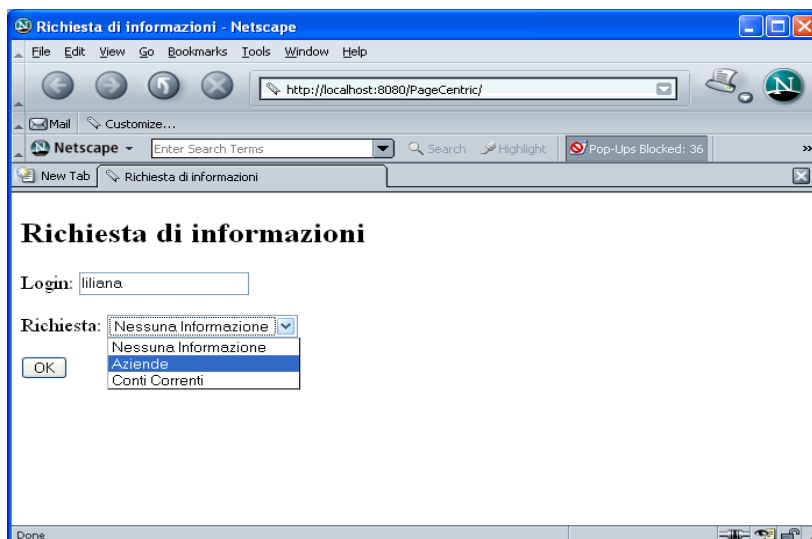 Richiesta di informazioni - Netscape
File Edit View Go Bookmarks Tools Window Help
http://localhost:8080/PageCentric/
N
Mail Customize...
Netscape Enter Search Terms Search Highlight Pop-Ups Blocked: 36 »
New Tab Richiesta di informazioni
Richiesta di informazioni
Login: liliana
Richiesta: Nessuna Informazione
Nessuna Informazione
Aziende
Conti Correnti
OK
Done